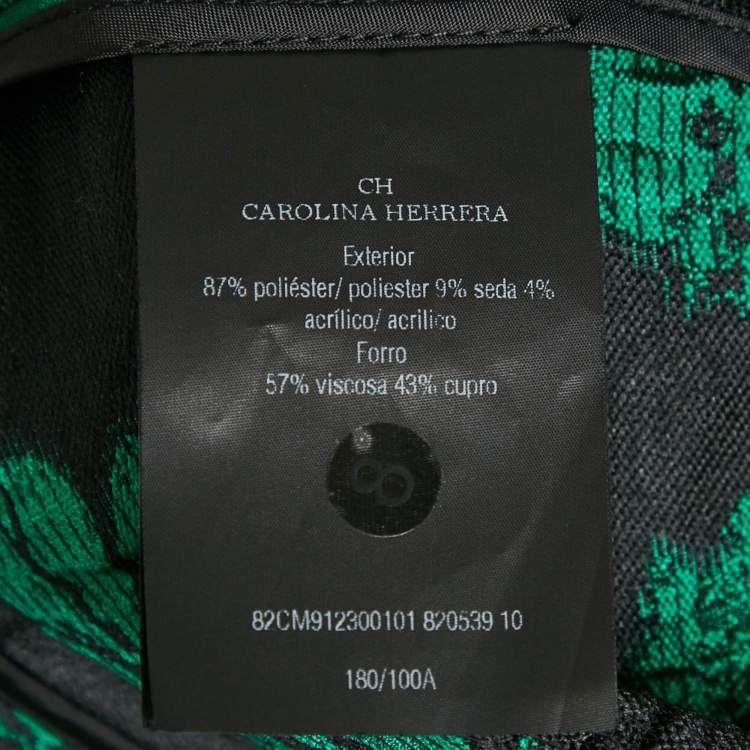 CH
CAROLINA HERRERA
Exterior
87% poliéster/ poliester 9% seda 4%
acrílico/ acrilico
Forro
57% viscosa 43% cupro
82CM912300101 820539 10
180/100A